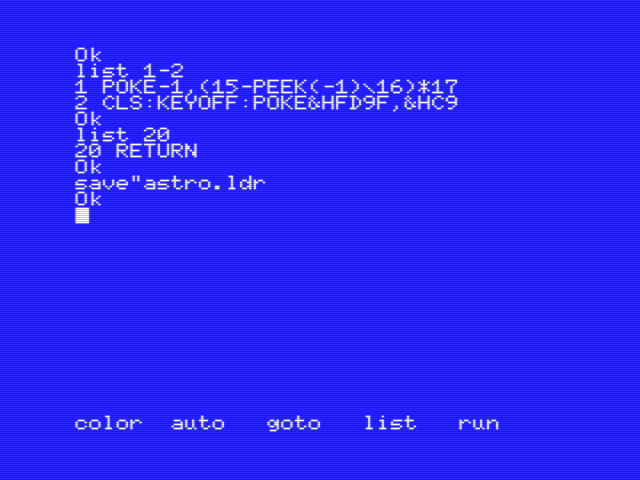 Ok
list 1-2
1 POKE-1,(15-PEEK(-1)\16)*17
2 CLS:KEYOFF:POKE&HFD9F,&HC9
Ok
list 20
20 RETURN
Ok
save"astro.ldr
Ok
color auto goto list run